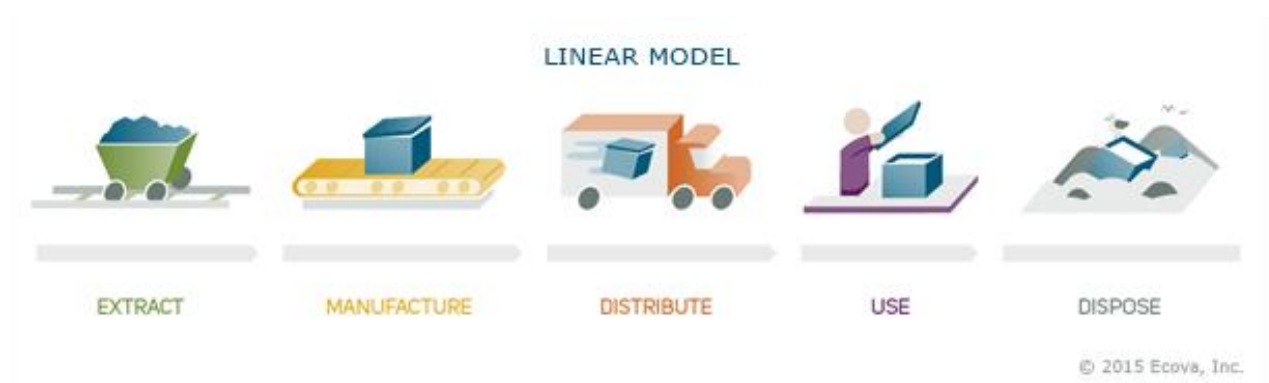 LINEAR MODEL
EXTRACT
MANUFACTURE
DISTRIBUTE
USE
DISPOSE
© 2015 Ecova, Inc.